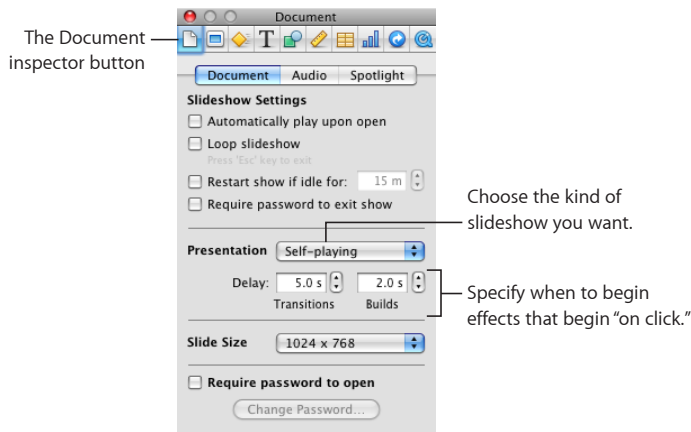 Document
The Document
inspector button
T
Document Audio Spotlight
Slideshow Settings
Automatically play upon open
Loop slideshow
Press 'Esc' key to exit
Restart show if idle for: 15 m
Require password to exit show
Choose the kind of
slideshow you want.
Presentation Self-playing
Delay: 5.0 s 2.0 s
Transitions Builds
Specify when to begin
effects that begin “on click.”
Slide Size 1024 x 768
Require password to open
Change Password...